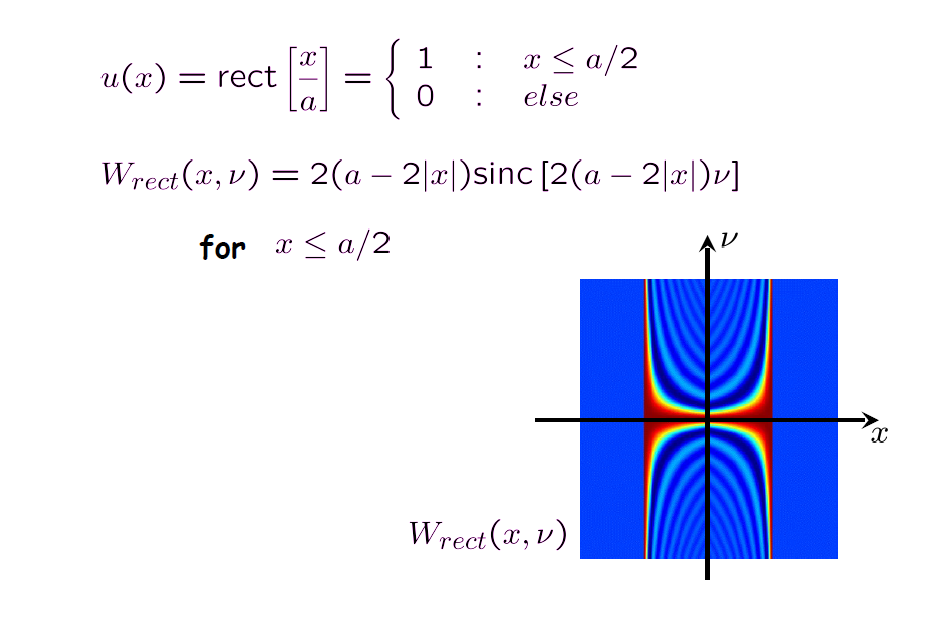 u(x) = rect [x/a] = { 1 : x ≤ a/2
0 : else
W_rect(x, ν) = 2(a − 2|x|)sinc [2(a − 2|x|)ν]
for x ≤ a/2
ν
x
W_rect(x, ν)